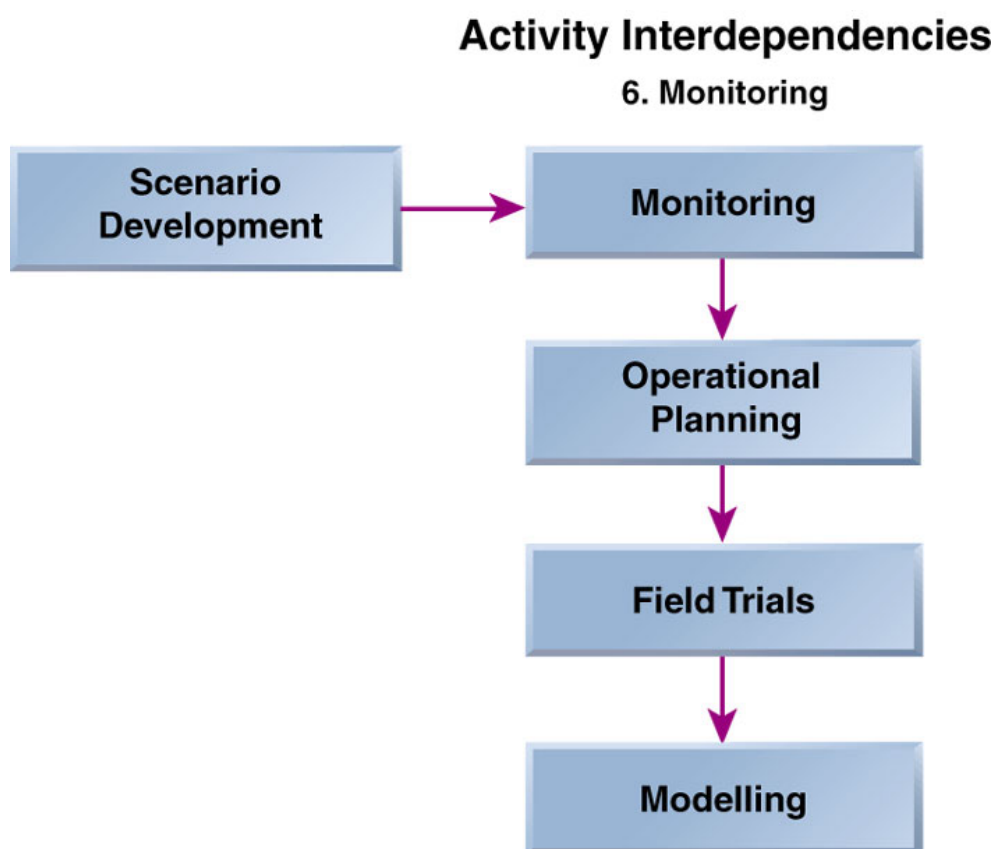 Activity Interdependencies
6. Monitoring
Scenario
Development
Monitoring
Operational
Planning
Field Trials
Modelling